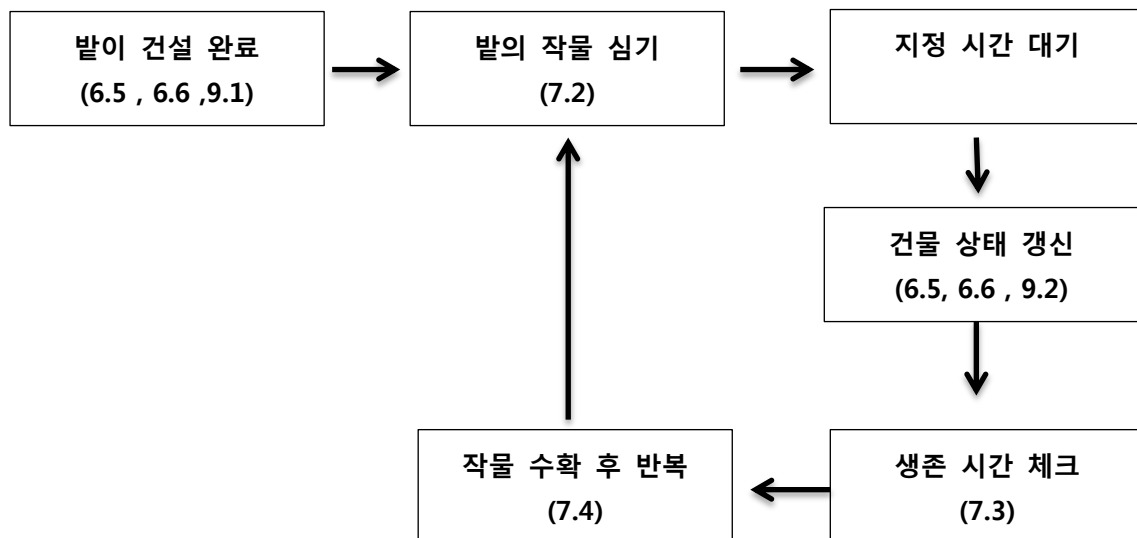 밭이 건설 완료
(6.5 , 6.6 ,9.1)
밭의 작물 심기
(7.2)
지정 시간 대기
건물 상태 갱신
(6.5, 6.6 , 9.2)
생존 시간 체크
(7.3)
작물 수확 후 반복
(7.4)